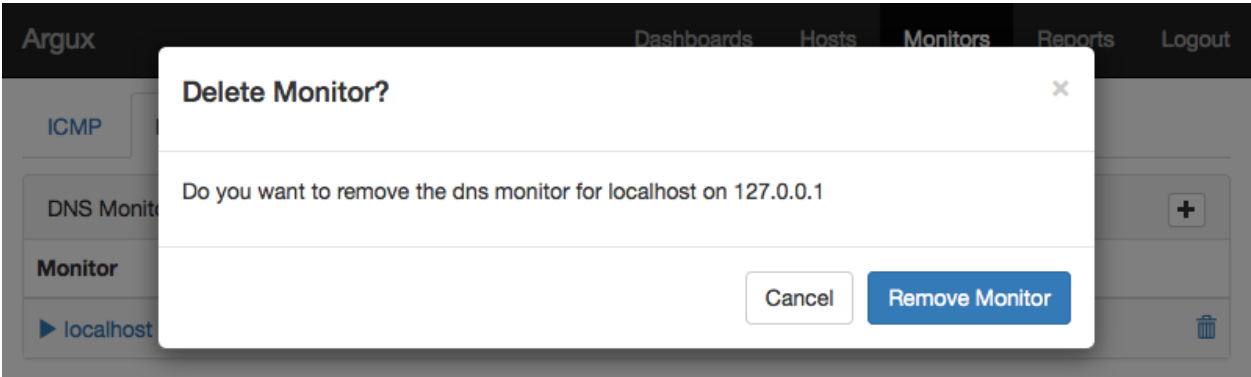 Argux Dashboards Hosts Monitors Reports Logout
Delete Monitor? ×
ICMP
Do you want to remove the dns monitor for localhost on 127.0.0.1
DNS +
Monitor
Cancel Remove Monitor
localhost